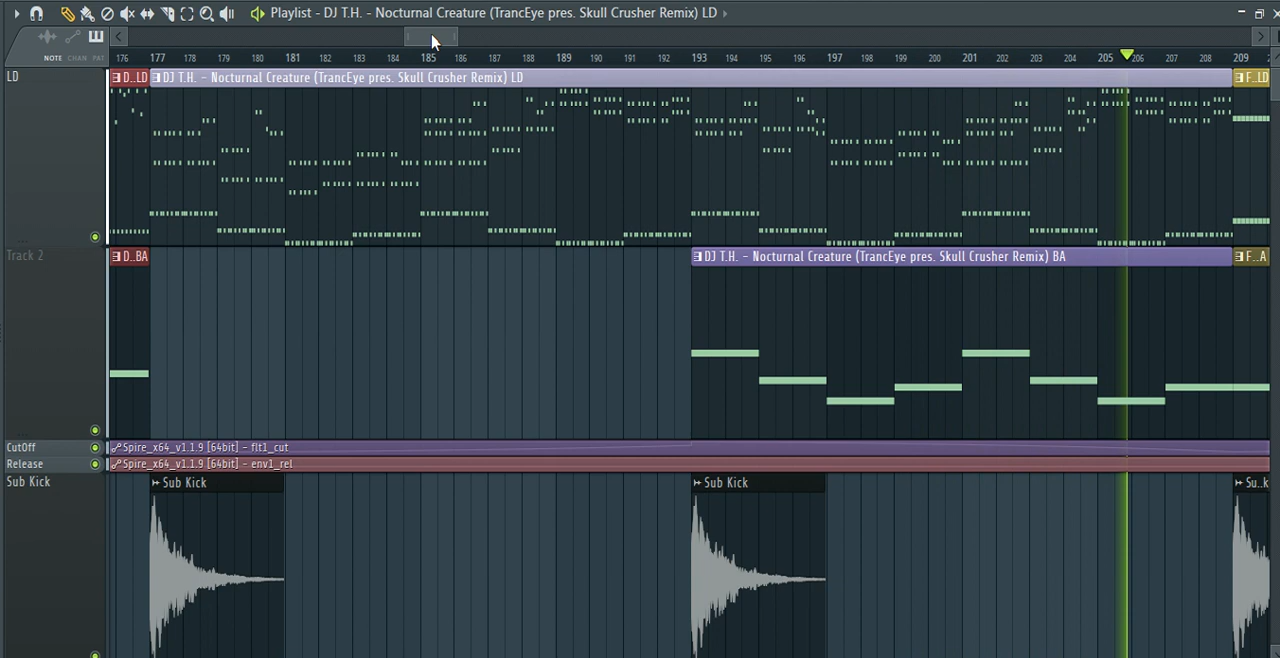 Playlist - DJ T.H. - Nocturnal Creature (TrancEye pres. Skull Crusher Remix) LD
NOTE CHAN PAT
176 177 178 179 180 181 182 183 184 185 186 187 188 189 190 191 192 193 194 195 196 197 198 199 200 201 202 203 204 205 206 207 208 209
LD
D..LD
DJ T.H. - Nocturnal Creature (TrancEye pres. Skull Crusher Remix) LD
F..LD
Track 2
D..BA
DJ T.H. - Nocturnal Creature (TrancEye pres. Skull Crusher Remix) BA
F..A
CutOff
Spire_x64_v1.1.9 [64bit] - flt1_cut
Release
Spire_x64_v1.1.9 [64bit] - env1_rel
Sub Kick
Sub Kick
Sub Kick
Su..k